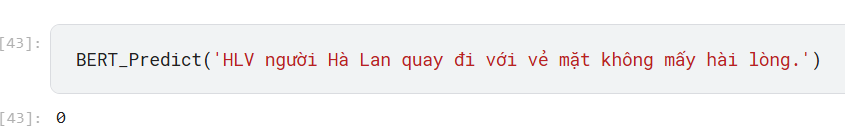 [43]: BERT_Predict('HLV người Hà Lan quay đi với vẻ mặt không mấy hài lòng.')
[43]: 0